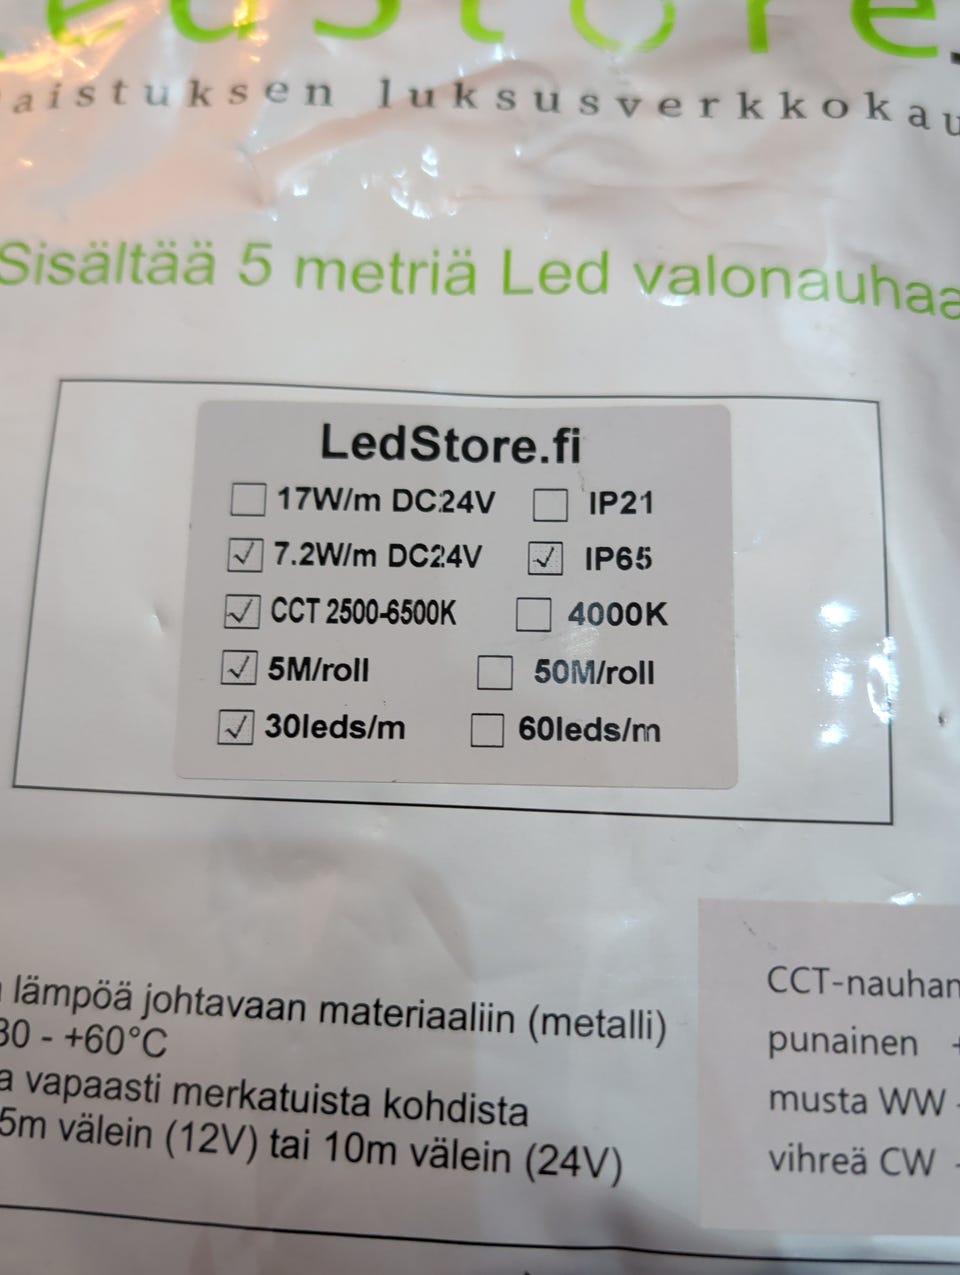 LedStore.
aistuksen luksusverkkokau
Sisältää 5 metriä Led valonauhaa
LedStore.fi
☐ 17W/m DC24V ☐ IP21
☑ 7.2W/m DC24V ☑ IP65
☑ CCT 2500-6500K ☐ 4000K
☑ 5M/roll ☐ 50M/roll
☑ 30leds/m ☐ 60leds/m
lämpöä johtavaan materiaaliin (metalli)
30 - +60°C
a vapaasti merkatuista kohdista
5m välein (12V) tai 10m välein (24V)
CCT-nauhan
punainen +
musta WW -
vihreä CW -